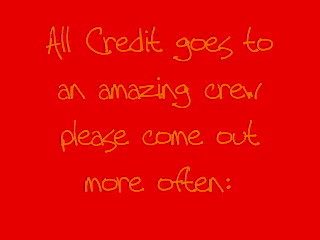 All Credit goes to
an amazing crew
please come out
more often: